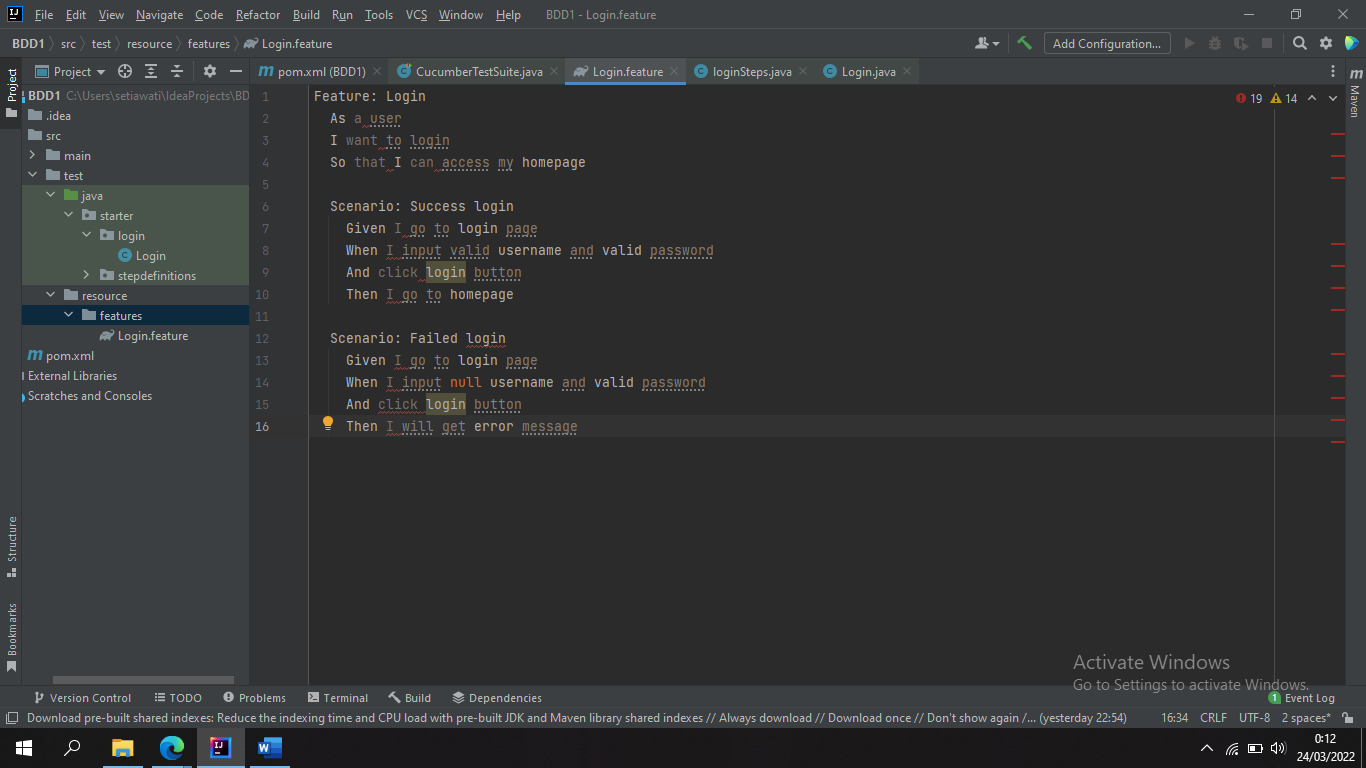 File Edit View Navigate Code Refactor Build Run Tools VCS Window Help BDD1 - Login.feature
BDD1 src test resource features Login.feature Add Configuration...
Project pom.xml (BDD1) CucumberTestSuite.java Login.feature loginSteps.java Login.java
Project
Maven
BDD1 C:\Users\setiawati\IdeaProjects\BD
.idea
src
main
test
java
starter
login
Login
stepdefinitions
resource
features
Login.feature
pom.xml
External Libraries
Scratches and Consoles
19 14
1 Feature: Login
2 As a user
3 I want to login
4 So that I can access my homepage
5
6 Scenario: Success login
7 Given I go to login page
8 When I input valid username and valid password
9 And click login button
10 Then I go to homepage
11
12 Scenario: Failed login
13 Given I go to login page
14 When I input null username and valid password
15 And click login button
16 Then I will get error message
Structure
Bookmarks
Activate Windows
Go to Settings to activate Windows.
Version Control TODO Problems Terminal Build Dependencies 1 Event Log
Download pre-built shared indexes: Reduce the indexing time and CPU load with pre-built JDK and Maven library shared indexes // Always download // Download once // Don't show again /... (yesterday 22:54) 16:34 CRLF UTF-8 2 spaces*
0:12
24/03/2022